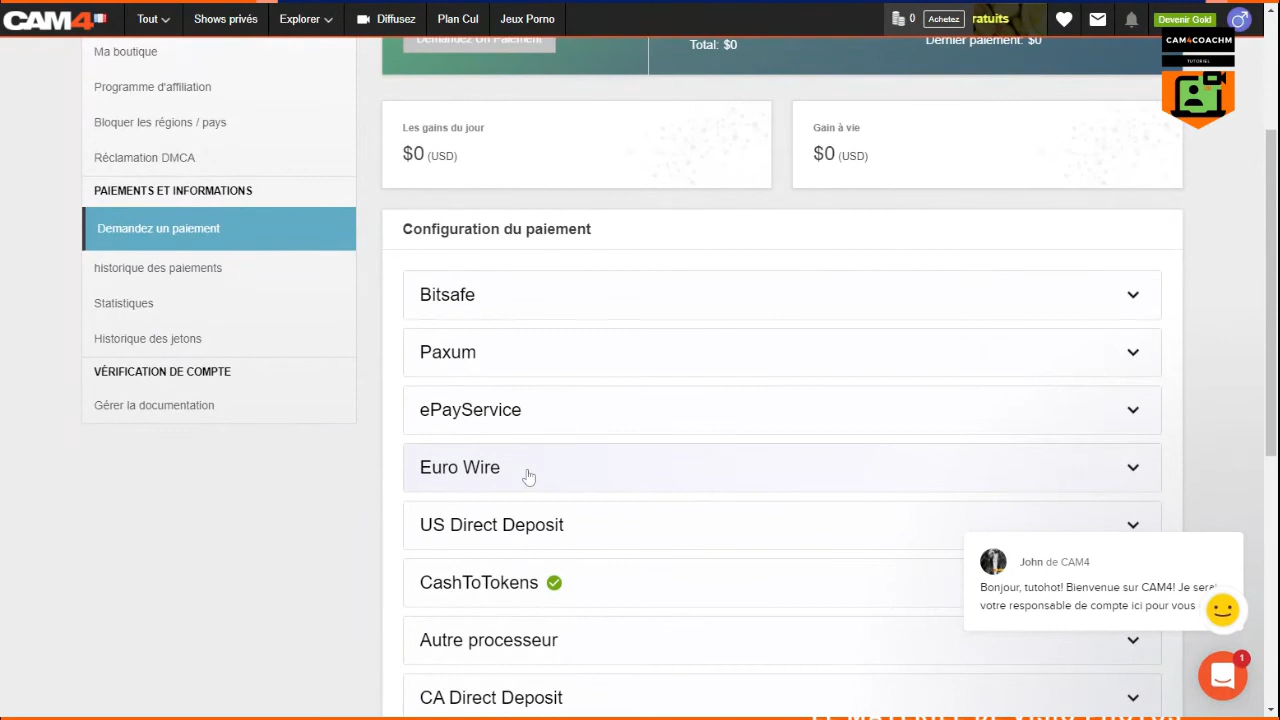 CAM4
Tout
Shows privés
Explorer
Diffusez
Plan Cul
Jeux Porno
0
Achetez
ratuits
Devenir Gold
CAM4COACHM
TUTORIEL
Demandez Un Paiement
Total: $0
Dernier paiement: $0
Ma boutique
Programme d'affiliation
Bloquer les régions / pays
Réclamation DMCA
PAIEMENTS ET INFORMATIONS
Demandez un paiement
historique des paiements
Statistiques
Historique des jetons
VÉRIFICATION DE COMPTE
Gérer la documentation
Les gains du jour
$0 (USD)
Gain à vie
$0 (USD)
Configuration du paiement
Bitsafe
Paxum
ePayService
Euro Wire
US Direct Deposit
CashToTokens
Autre processeur
CA Direct Deposit
John de CAM4
Bonjour, tutohot! Bienvenue sur CAM4! Je serai
votre responsable de compte ici pour vous
1